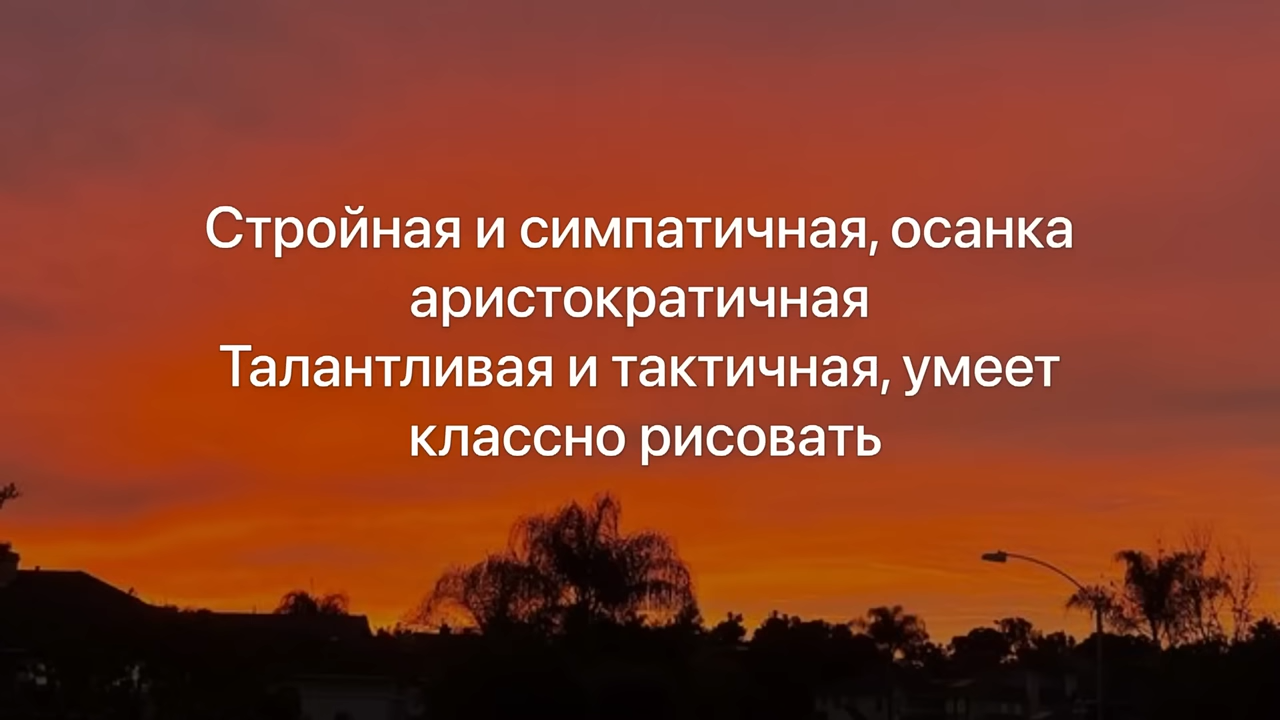 Стройная и симпатичная, осанка
аристократичная
Талантливая и тактичная, умеет
классно рисовать